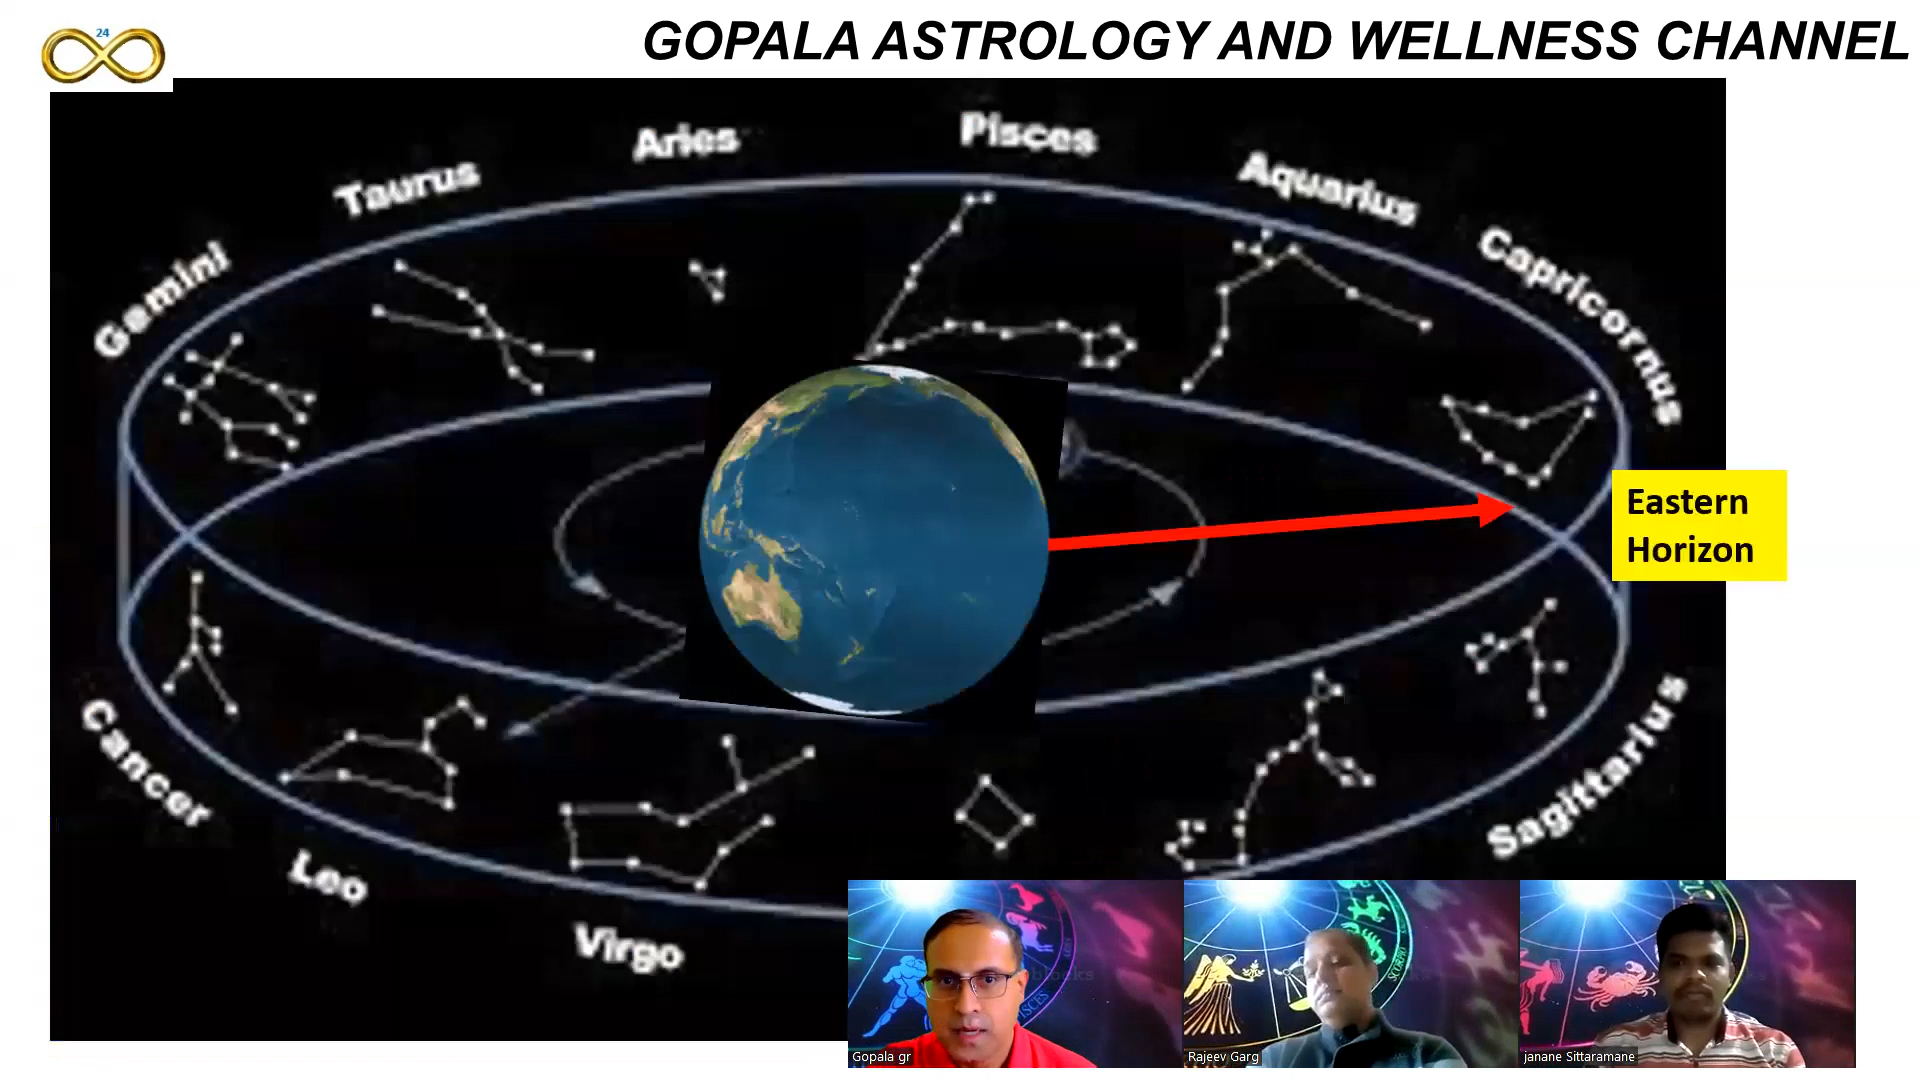 24
GOPALA ASTROLOGY AND WELLNESS CHANNEL
Pisces
Aries
Aquarius
Taurus
Capricornus
Gemini
Eastern
Horizon
Cancer
Sagittarius
Leo
Virgo
SCORPIO
Gopala gr
Rajeev Garg
janane Sittaramane